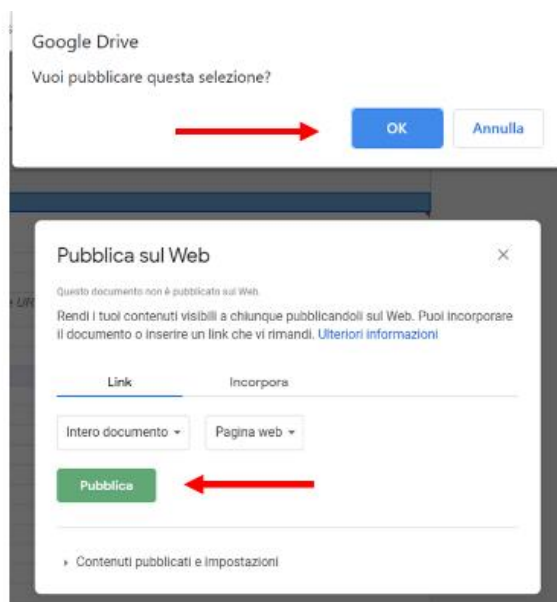 Google Drive
Vuoi pubblicare questa selezione?
OK
Annulla
Pubblica sul Web
Questo documento non è pubblicato sul Web.
Rendi i tuoi contenuti visibili a chiunque pubblicandoli sul Web. Puoi incorporare
il documento o inserire un link che vi rimandi. Ulteriori informazioni
Link
Incorpora
Intero documento
Pagina web
Pubblica
Contenuti pubblicati e impostazioni